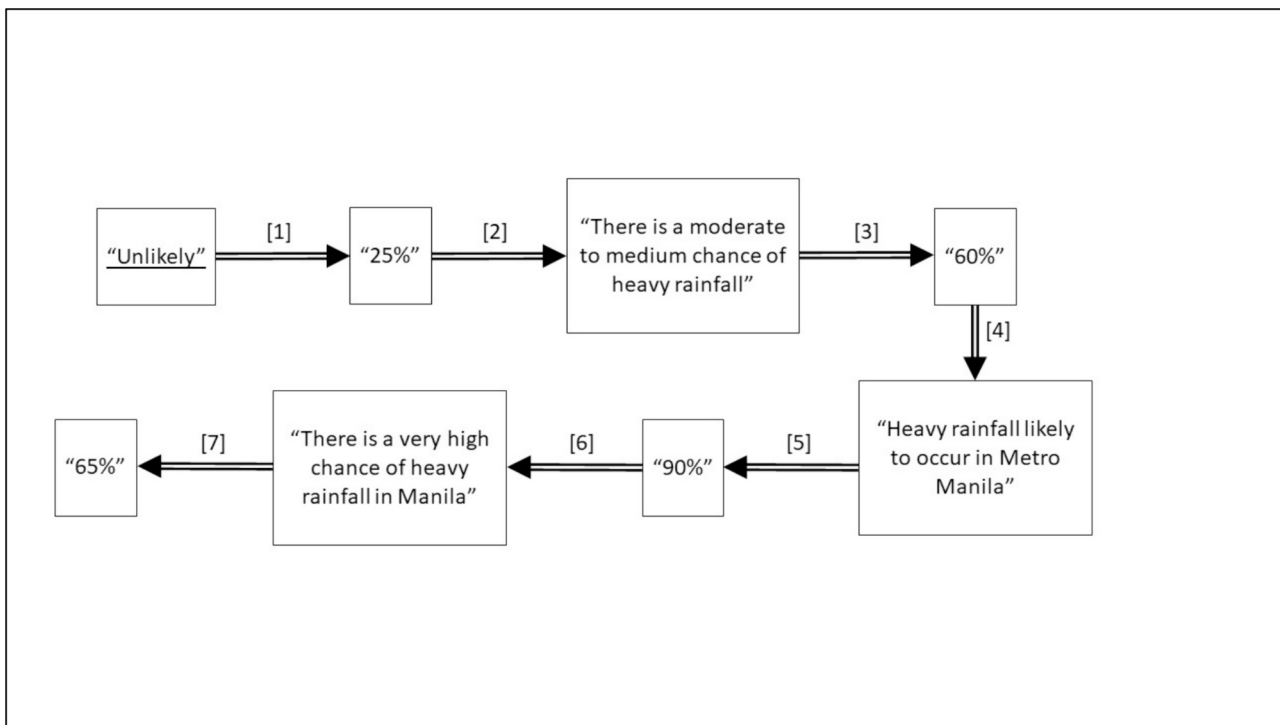 [1]
[2]
“There is a moderate
to medium chance of
heavy rainfall”
[3]
“Unlikely”
“25%”
“60%”
[4]
“Heavy rainfall likely
to occur in Metro
Manila”
[5]
“90%”
[6]
“There is a very high
chance of heavy
rainfall in Manila”
[7]
“65%”